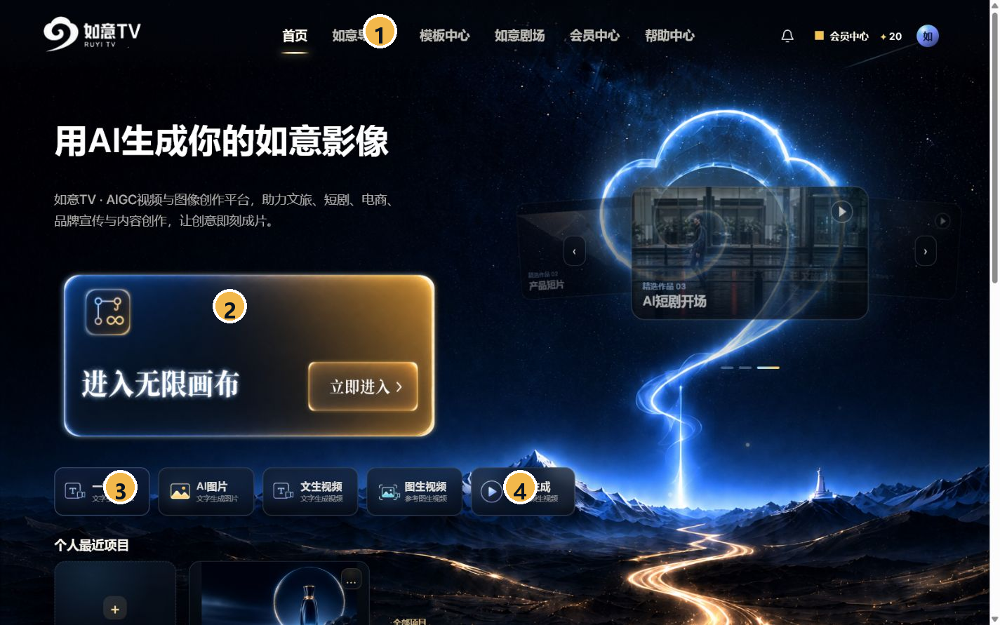 如意TV
RUYI TV
首页
如意
模板中心
如意剧场
会员中心
帮助中心
会员中心
20
如
1
用AI生成你的如意影像
如意TV · AIGC视频与图像创作平台，助力文旅、短剧、电商、
品牌宣传与内容创作，让创意即刻成片。
精选作品 02
产品短片
精选作品 03
AI短剧开场
2
进入无限画布
立即进入 >
3
一
文字
AI图片
文字生成图片
文生视频
文字生成视频
图生视频
参考图生视频
4
生成
生视频
个人最近项目
+
...
全部项目